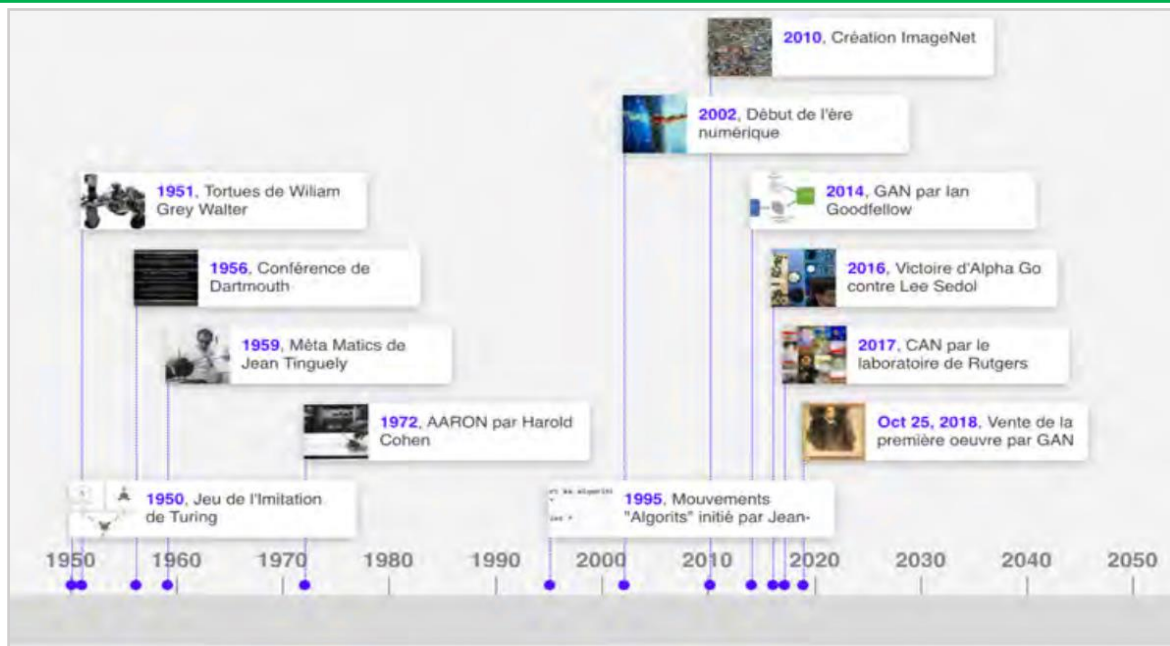 2010, Création ImageNet
2002, Début de l'ère
numérique
1951, Tortues de Wiliam
Grey Walter
2014, GAN par Ian
Goodfellow
1956, Conférence de
Dartmouth
2016, Victoire d'Alpha Go
contre Lee Sedol
1959, Méta Matics de
Jean Tinguely
2017, CAN par le
laboratoire de Rutgers
1972, AARON par Harold
Cohen
Oct 25, 2018, Vente de la
première oeuvre par GAN
1950, Jeu de l'Imitation
de Turing
1995, Mouvements
"Algorits" initié par Jean-
1950 1960 1970 1980 1990 2000 2010 2020 2030 2040 2050